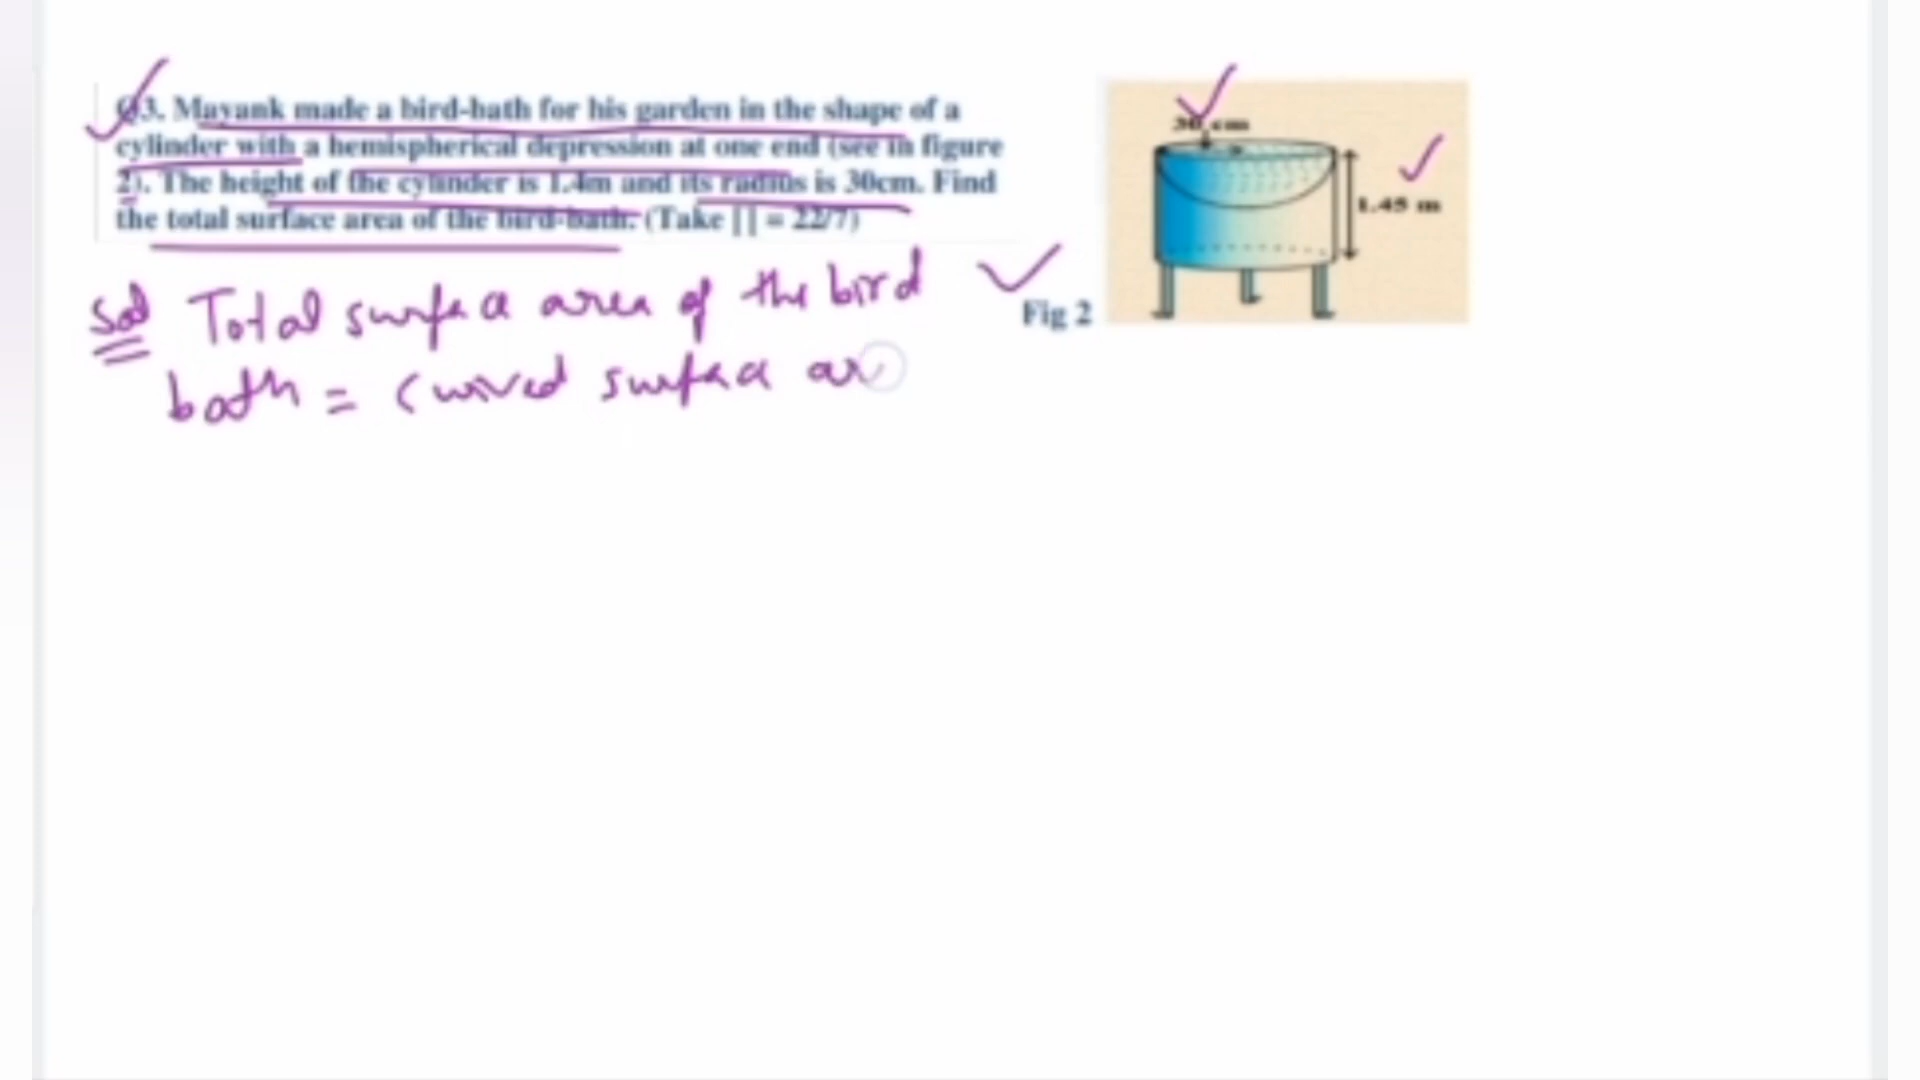 Q3. Mayank made a bird-bath for his garden in the shape of a
cylinder with a hemispherical depression at one end (see in figure
2). The height of the cylinder is 1.4m and its radius is 30cm. Find
the total surface area of the bird-bath. (Take ∏ = 22/7)
30 cm
1.45 m
Fig 2
Sol Total surface area of the bird
bath = Curved surface ar